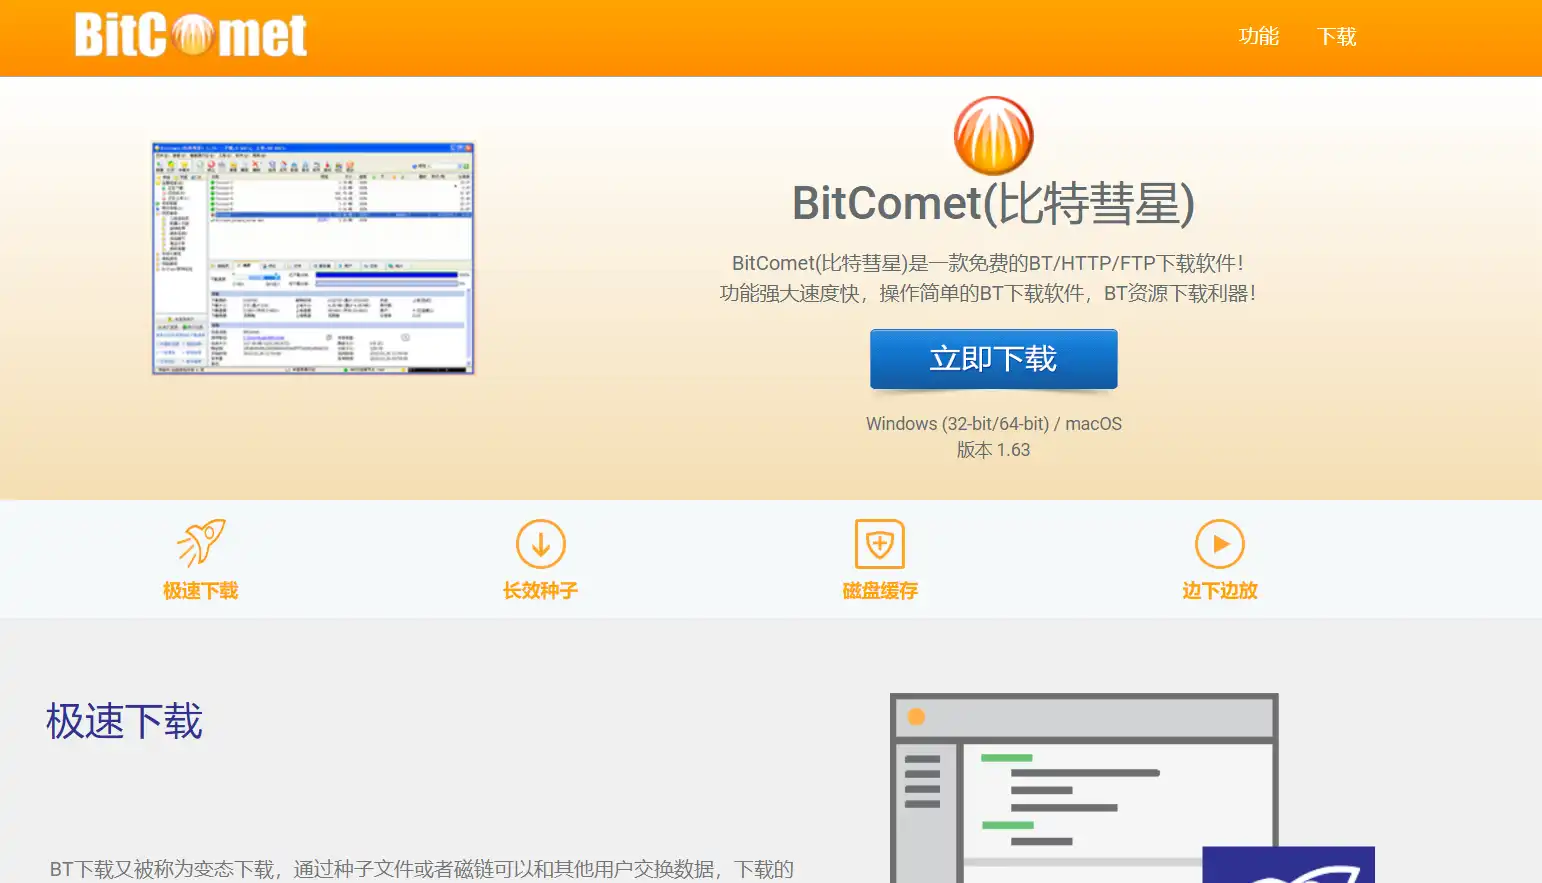 BitComet
功能
下载
BitComet(比特彗星)
BitComet(比特彗星)是一款免费的BT/HTTP/FTP下载软件！
功能强大速度快，操作简单的BT下载软件，BT资源下载利器！
立即下载
Windows (32-bit/64-bit) / macOS
版本 1.63
极速下载
长效种子
磁盘缓存
边下边放
极速下载
BT下载又被称为变态下载，通过种子文件或者磁链可以和其他用户交换数据，下载的